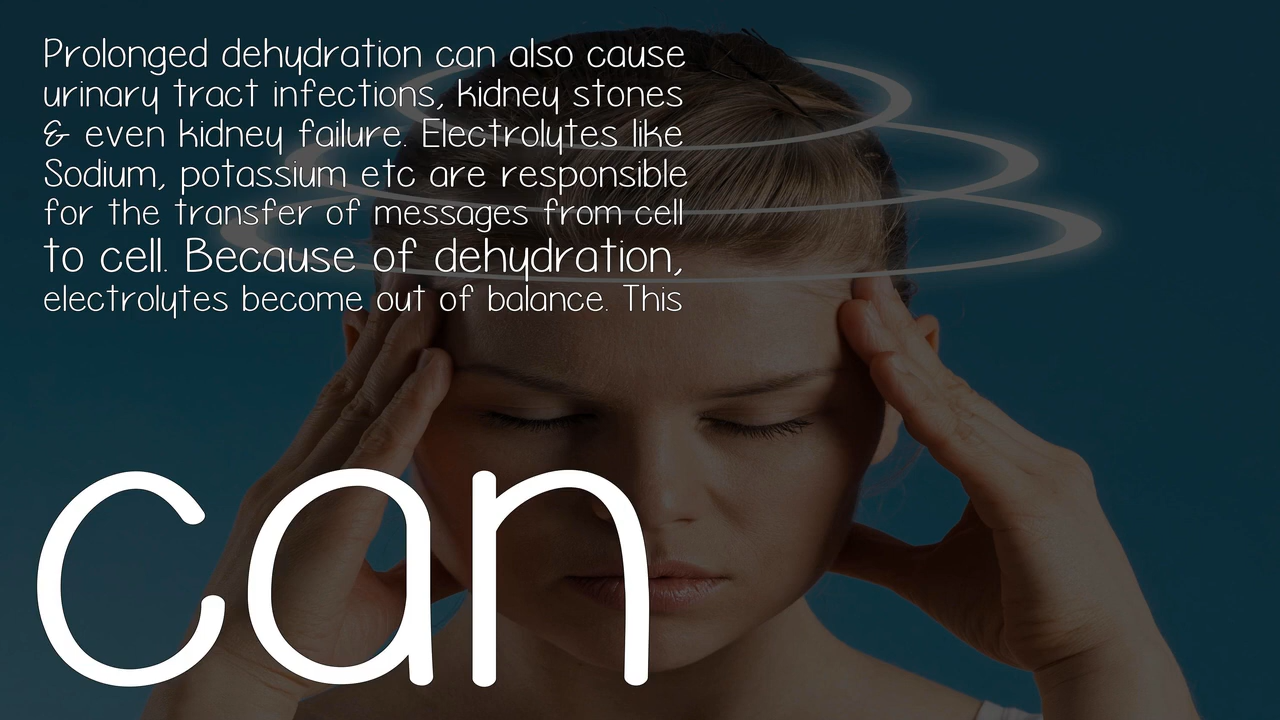 Prolonged dehydration can also cause
urinary tract infections, kidney stones
& even kidney failure. Electrolytes like
Sodium, potassium etc are responsible
for the transfer of messages from cell
to cell. Because of dehydration,
electrolytes become out of balance. This
can